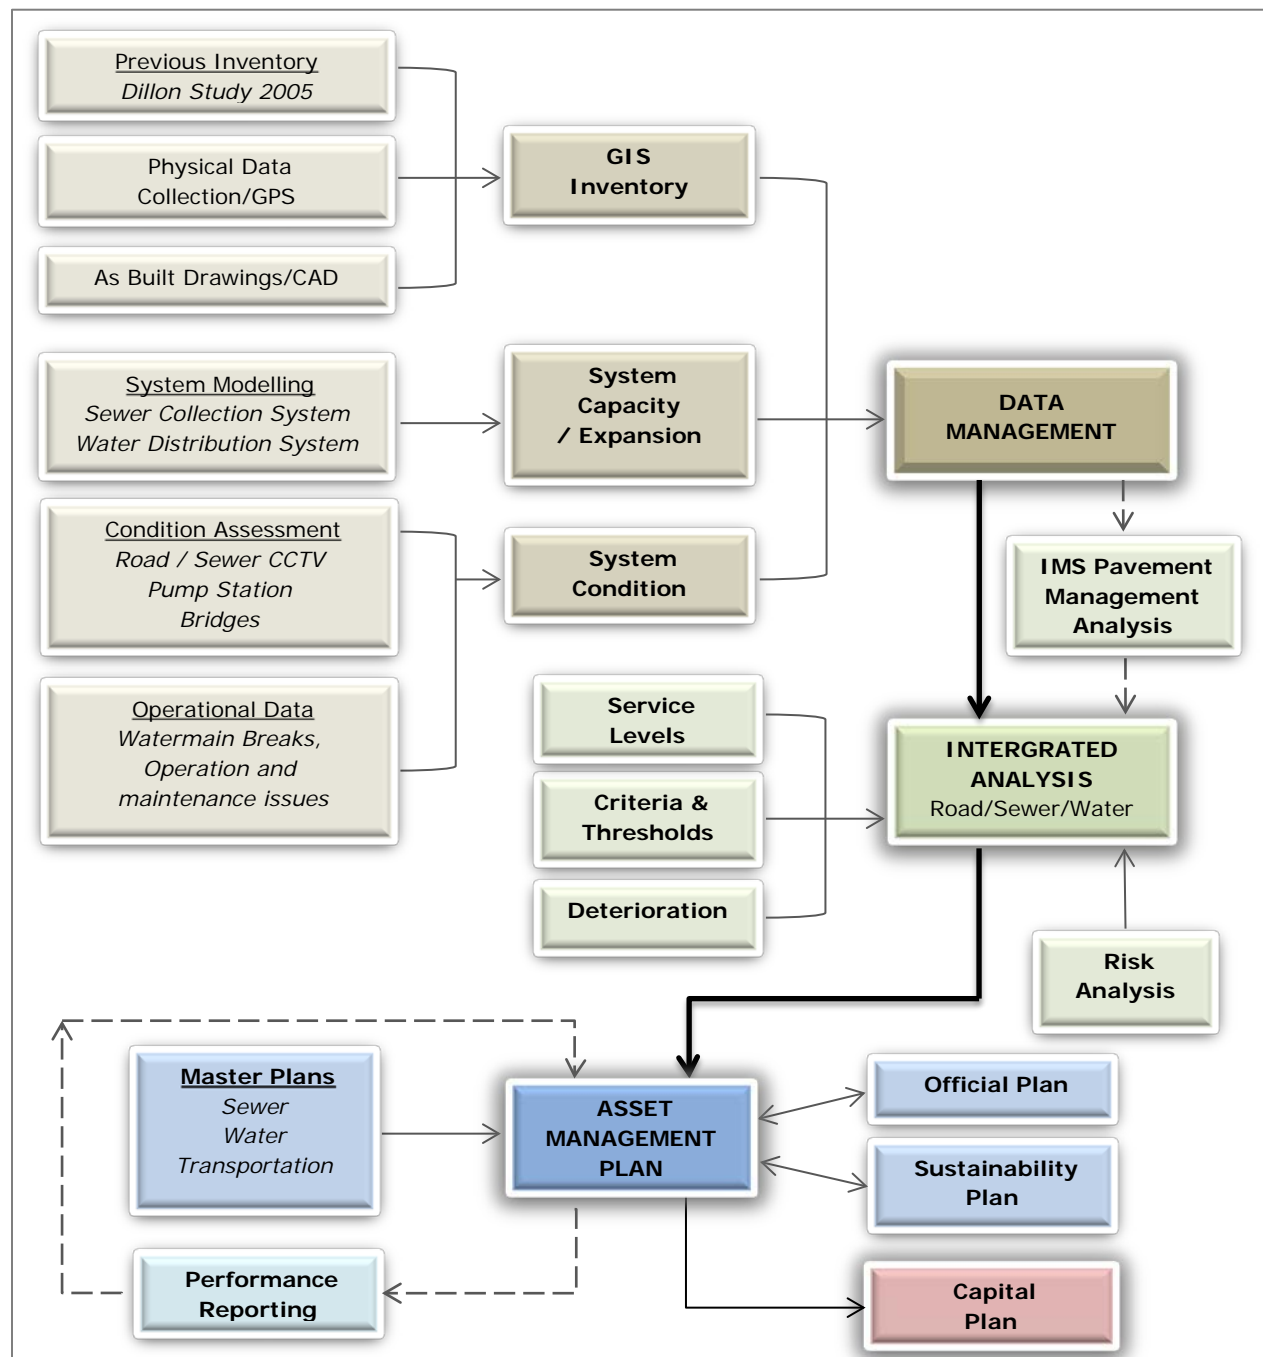 Previous Inventory
Dillon Study 2005
Physical Data
Collection/GPS
As Built Drawings/CAD
GIS
Inventory
System Modelling
Sewer Collection System
Water Distribution System
System
Capacity
/ Expansion
DATA
MANAGEMENT
Condition Assessment
Road / Sewer CCTV
Pump Station
Bridges
System
Condition
IMS Pavement
Management
Analysis
Operational Data
Watermain Breaks,
Operation and
maintenance issues
Service
Levels
Criteria &
Thresholds
Deterioration
INTERGRATED
ANALYSIS
Road/Sewer/Water
Risk
Analysis
Master Plans
Sewer
Water
Transportation
ASSET
MANAGEMENT
PLAN
Official Plan
Sustainability
Plan
Performance
Reporting
Capital
Plan